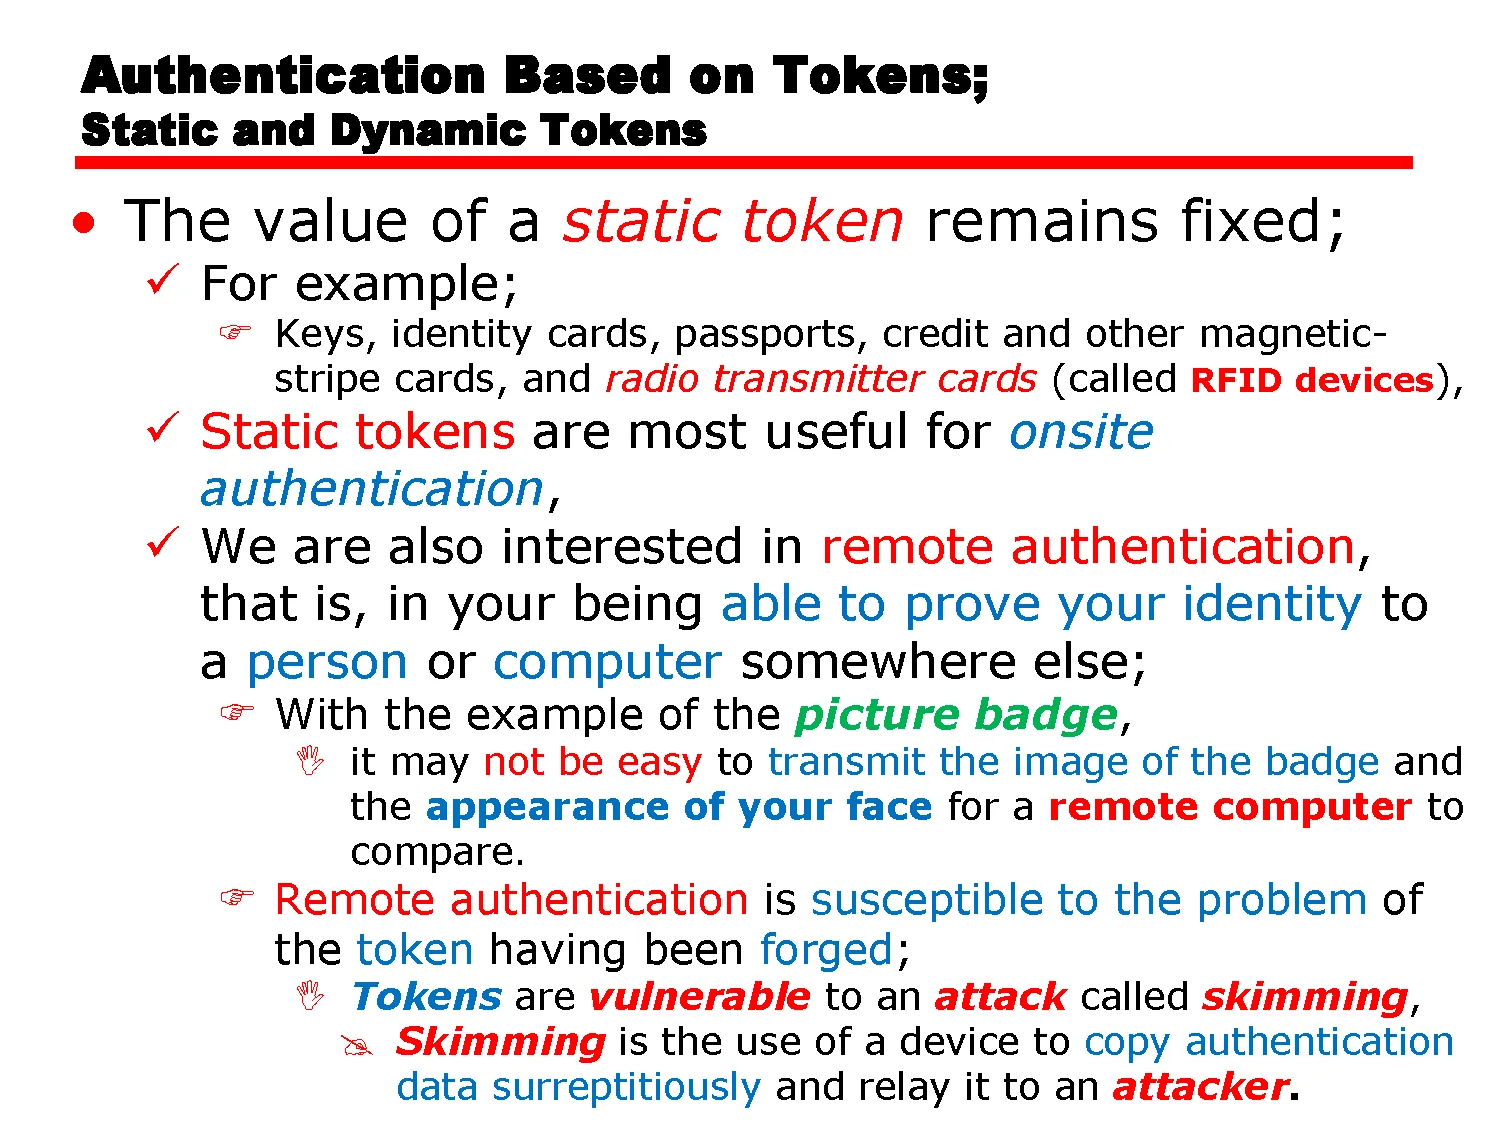 Authentication Based on Tokens;
Static and Dynamic Tokens
• The value of a static token remains fixed;
✓ For example;
☞ Keys, identity cards, passports, credit and other magnetic-
stripe cards, and radio transmitter cards (called RFID devices),
✓ Static tokens are most useful for onsite
authentication,
✓ We are also interested in remote authentication,
that is, in your being able to prove your identity to
a person or computer somewhere else;
☞ With the example of the picture badge,
it may not be easy to transmit the image of the badge and
the appearance of your face for a remote computer to
compare.
☞ Remote authentication is susceptible to the problem of
the token having been forged;
Tokens are vulnerable to an attack called skimming,
Skimming is the use of a device to copy authentication
data surreptitiously and relay it to an attacker.